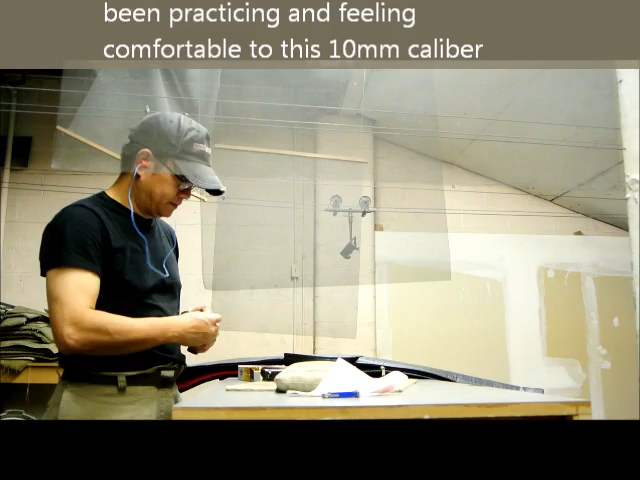 been practicing and feeling
comfortable to this 10mm caliber